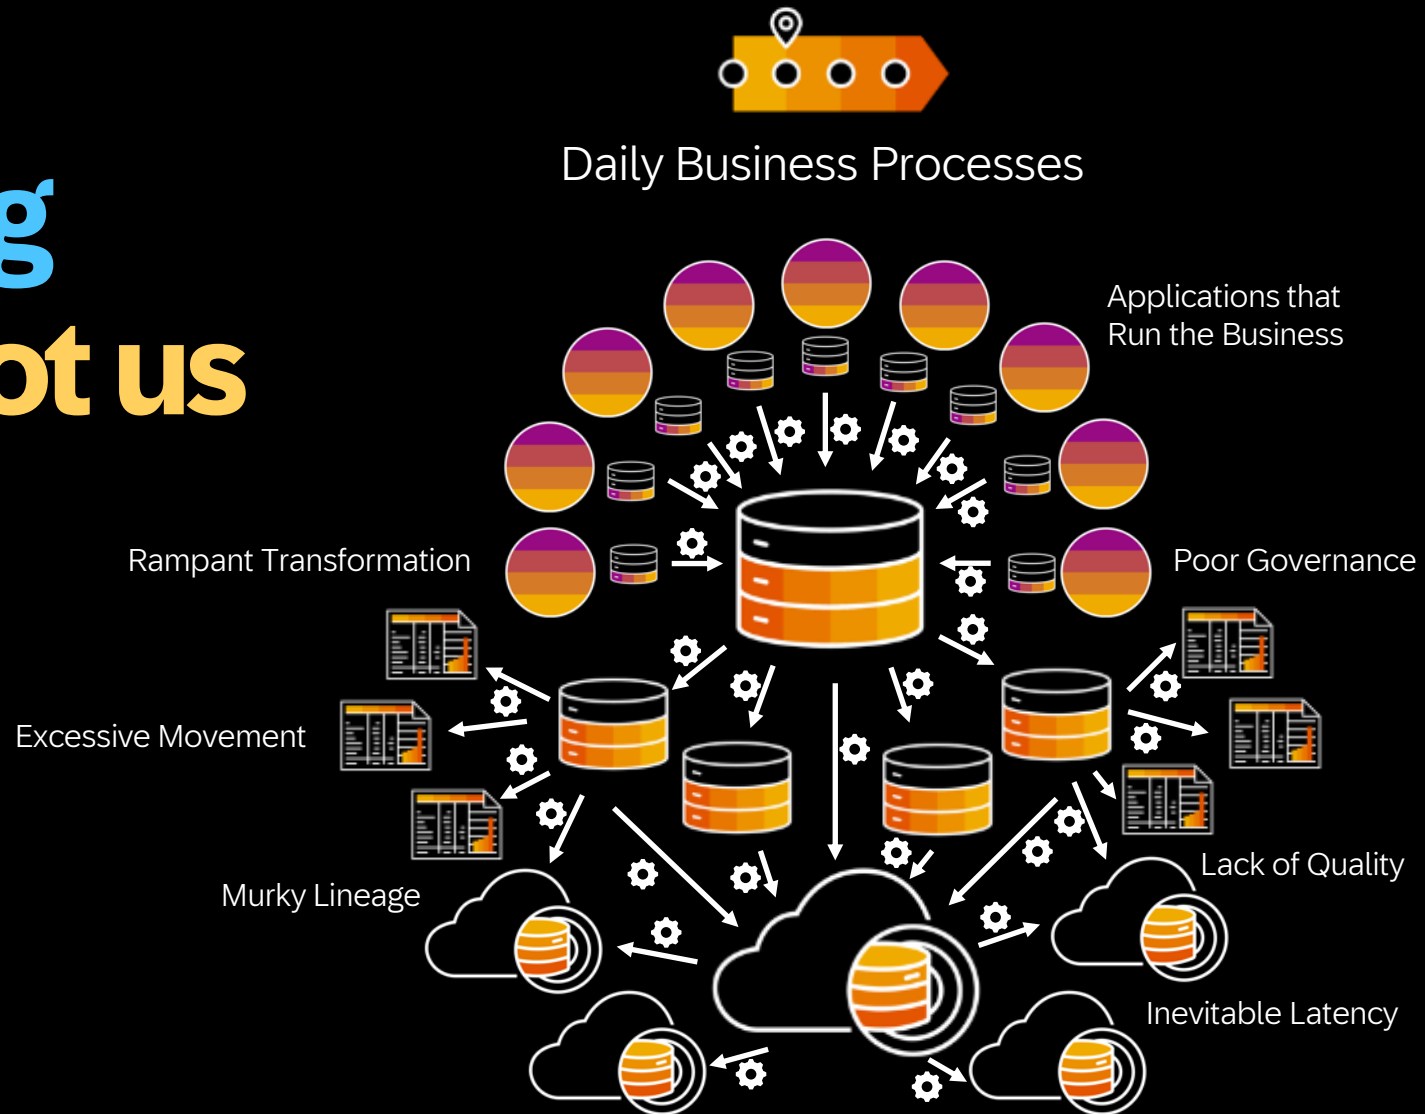 Daily Business Processes
g
ot us
Applications that
Run the Business
Rampant Transformation
Poor Governance
Excessive Movement
Lack of Quality
Murky Lineage
Inevitable Latency